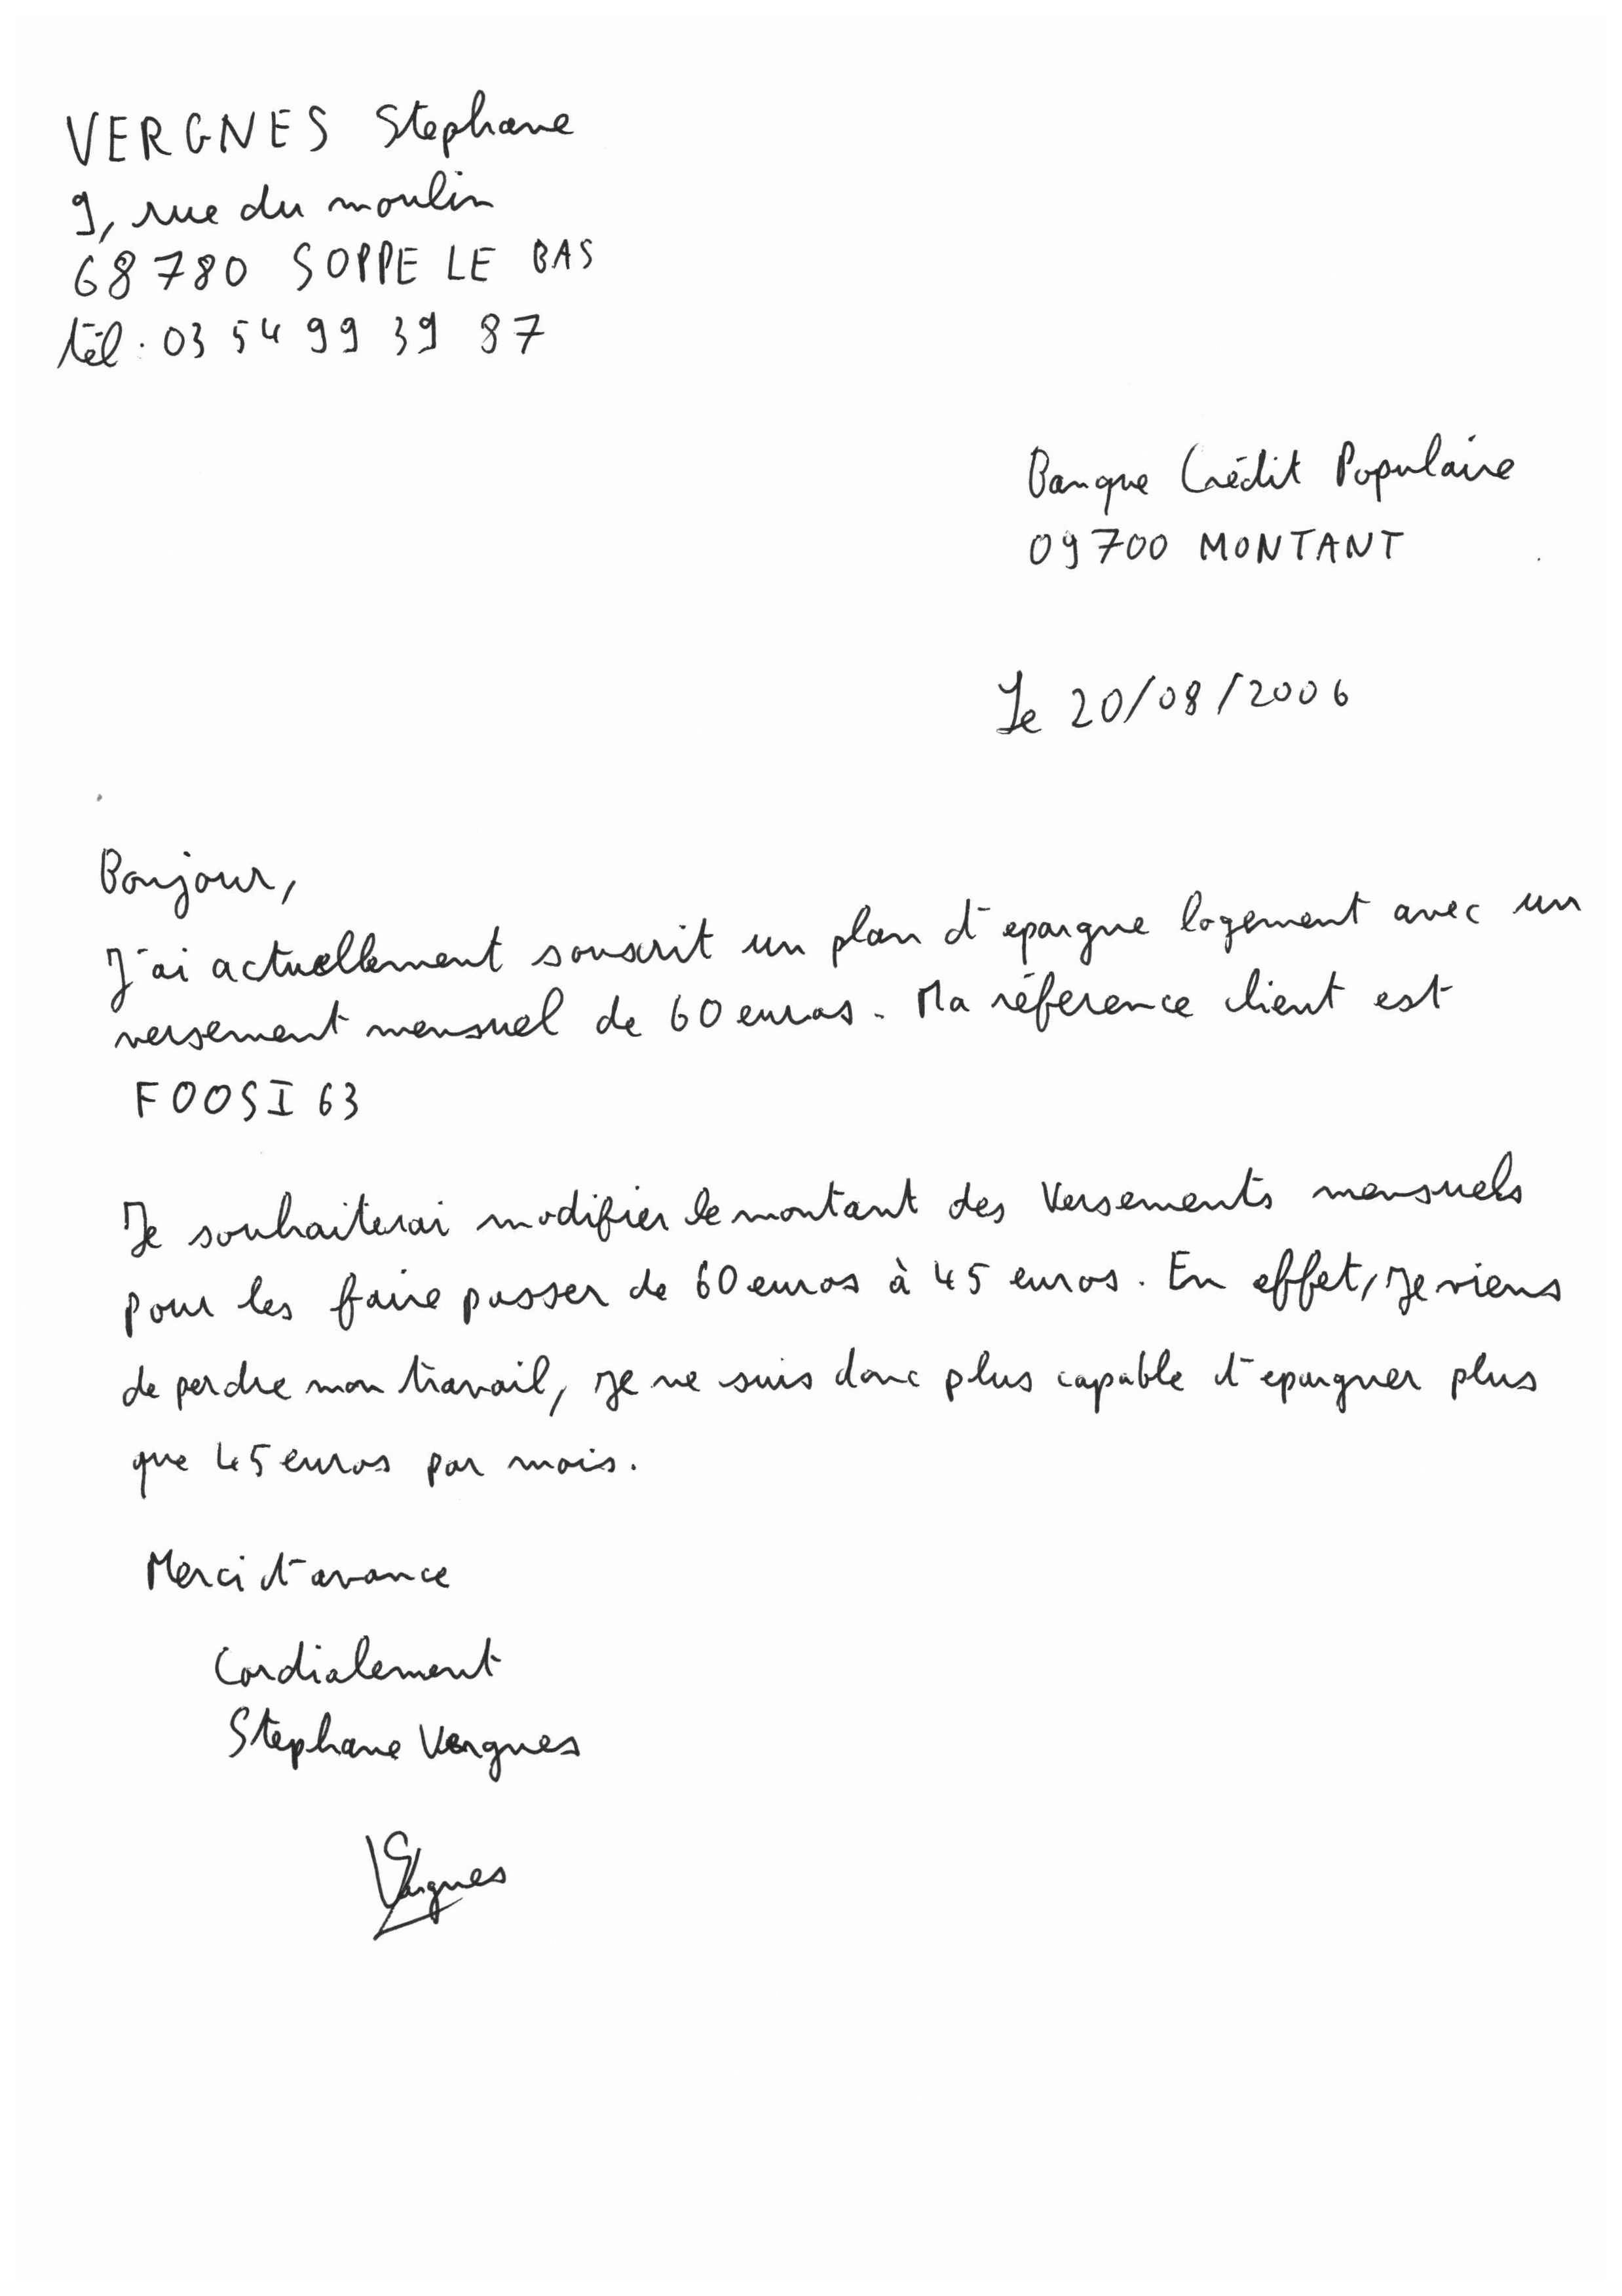 VERGNES Stephane
9, rue du moulin
68780 SOPPE LE BAS
tél : 03 54 99 39 87
Banque Crédit Populaire
09700 MONTANT
Le 20/08/2006
Bonjour,
J'ai actuellement souscrit un plan d'epargne logement avec un
versement mensuel de 60 euros. Ma référence client est
FOOSI63
Je souhaiterai modifier le montant des versements mensuels
pour les faire passer de 60 euros à 45 euros. En effet, je viens
de perdre mon travail, je ne suis donc plus capable d'epargner plus
que 45 euros par mois.
Merci d'avance
Cordialement
Stephane Vergnes
Vergnes